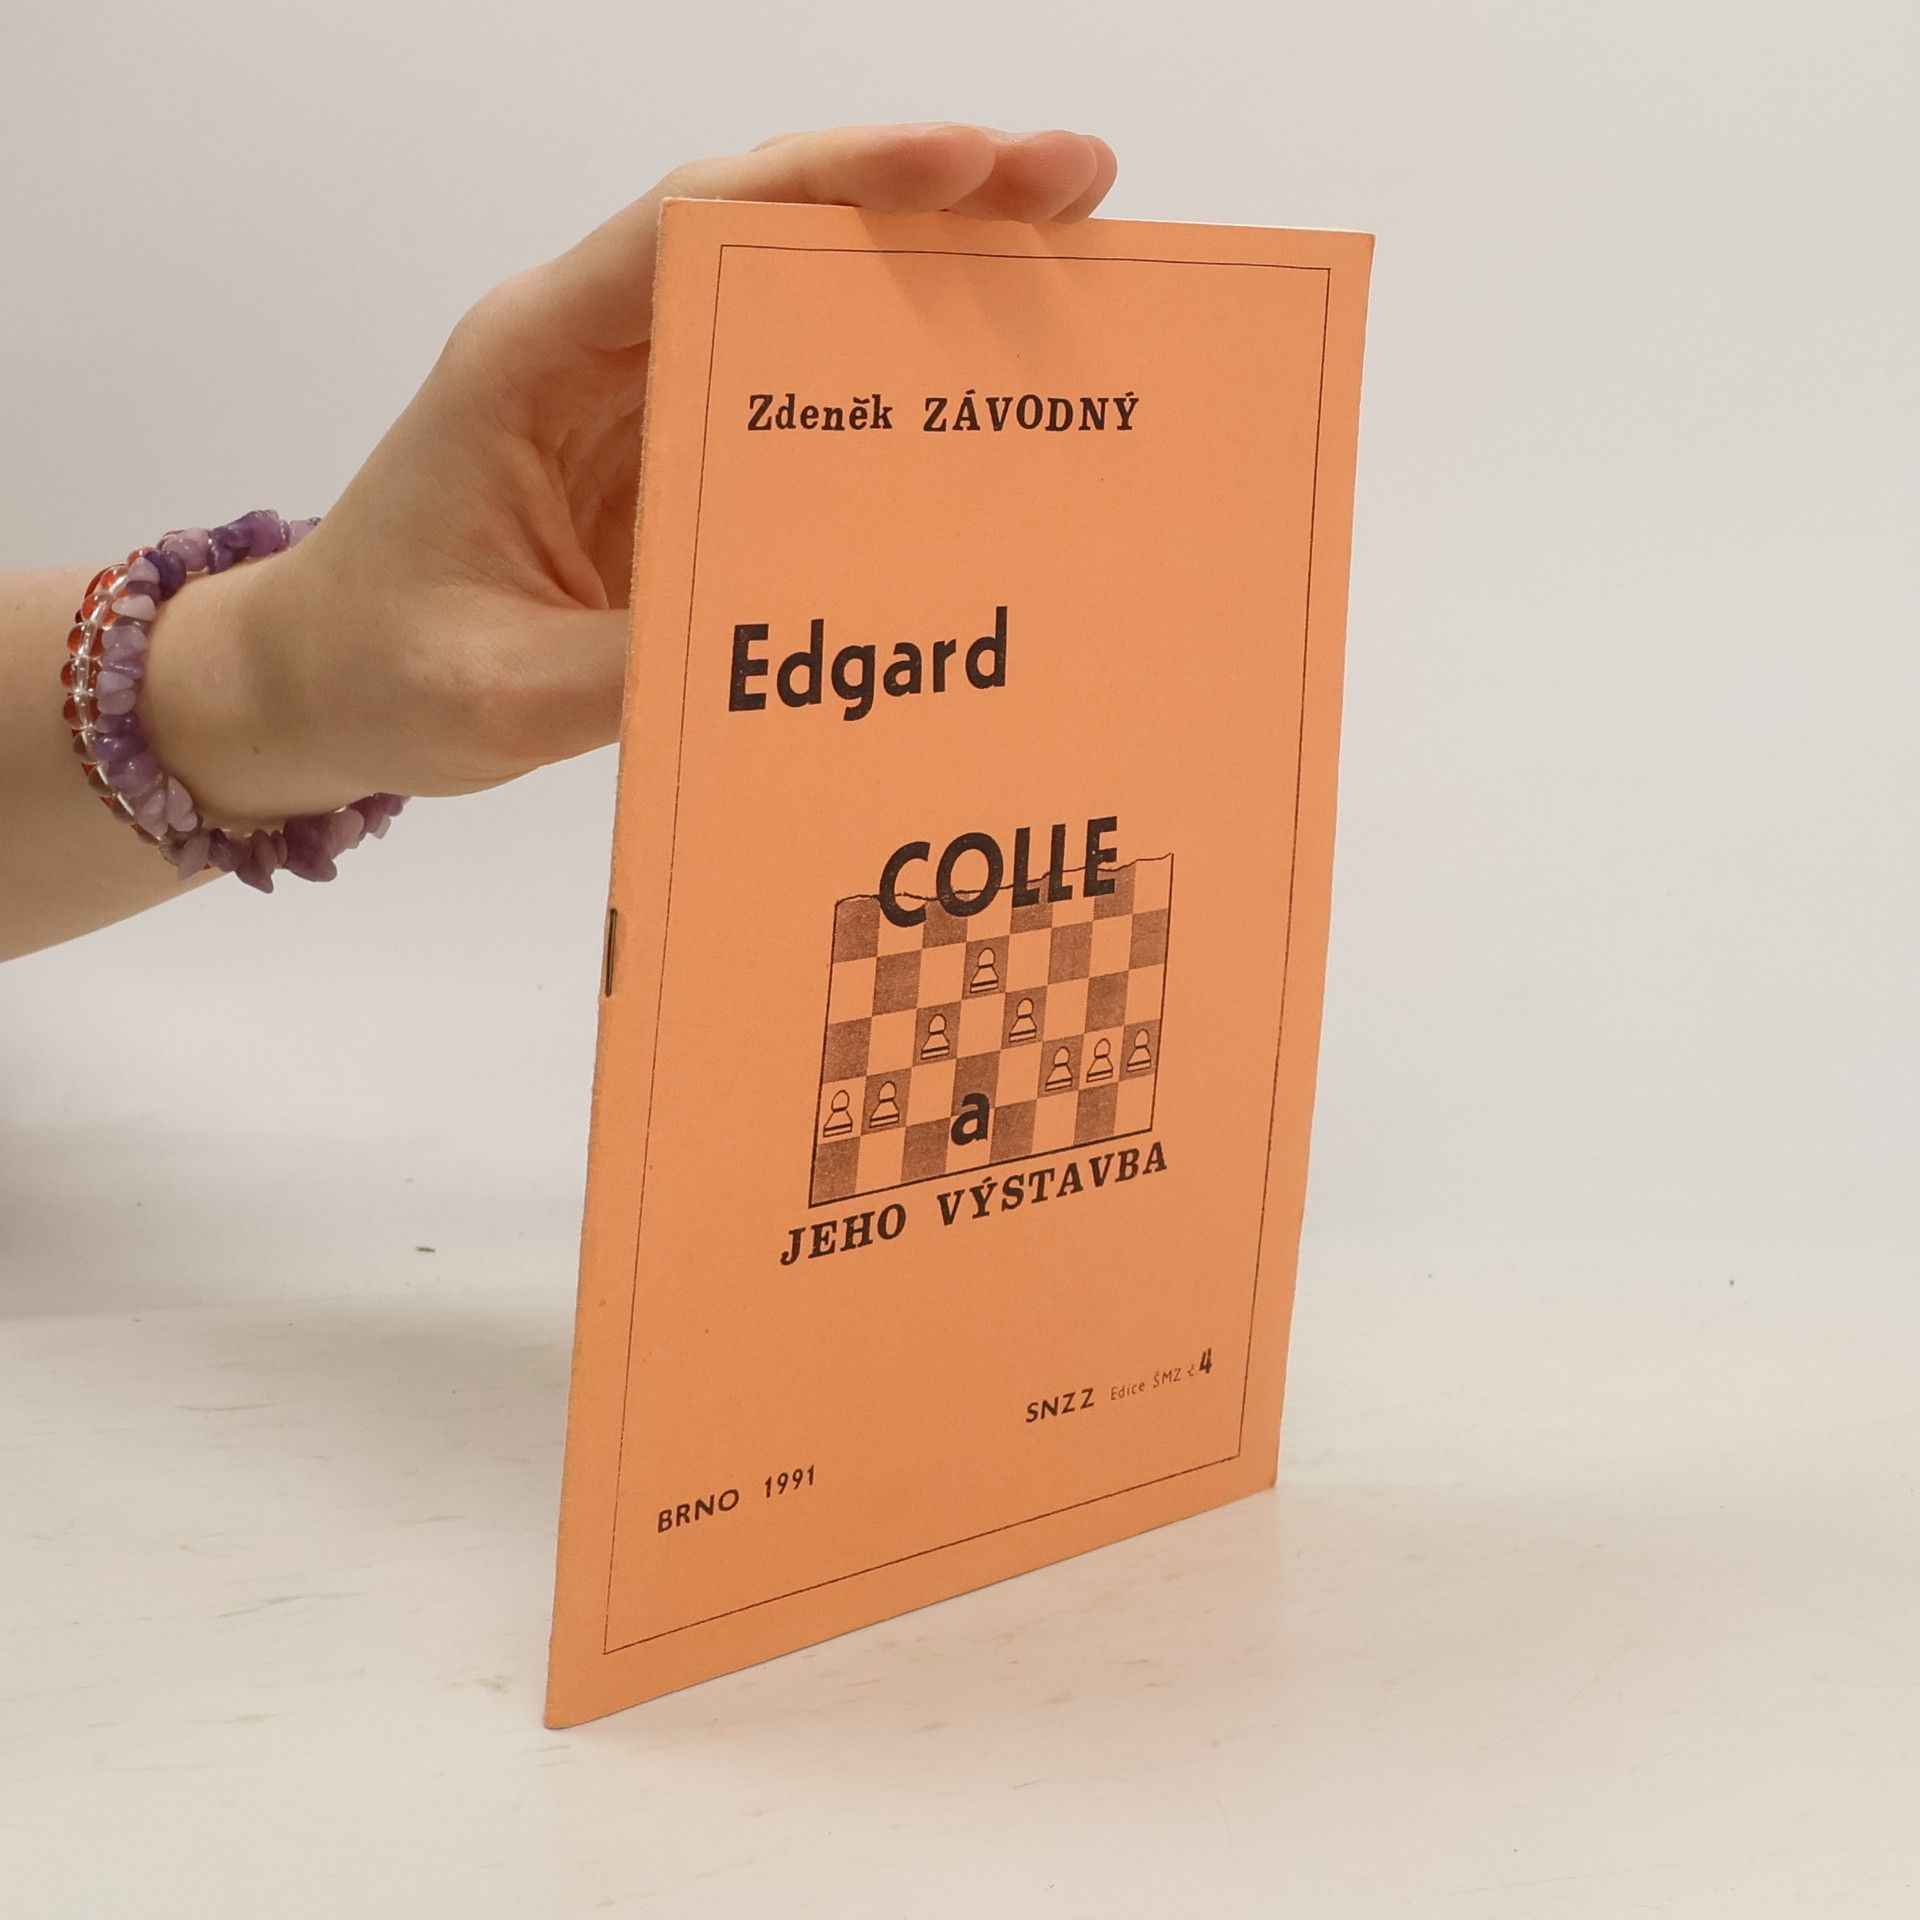 Zdeněk ZÁVODNÝ
Edgard
COLLE
a
JEHO VÝSTAVBA
SNZZ Edice ŠMZ č 4
BRNO 1991